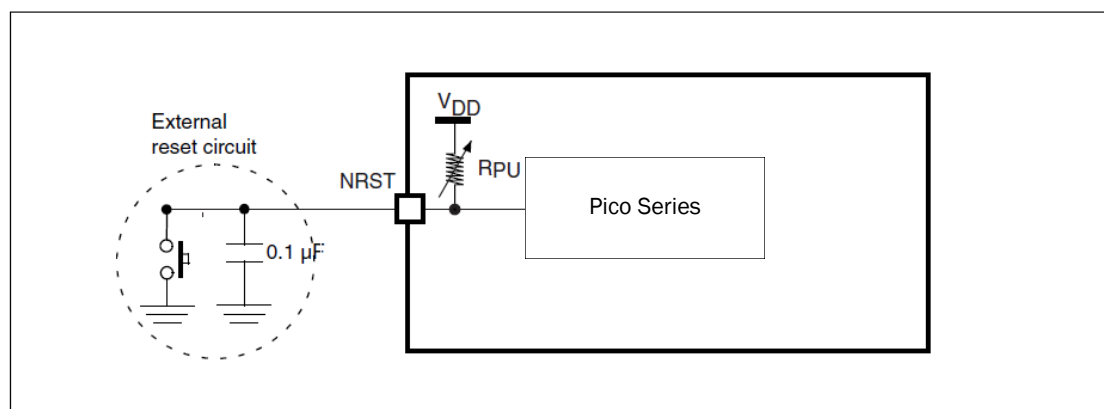 External
reset circuit
VDD
NRST
RPU
Pico Series
0.1 µF